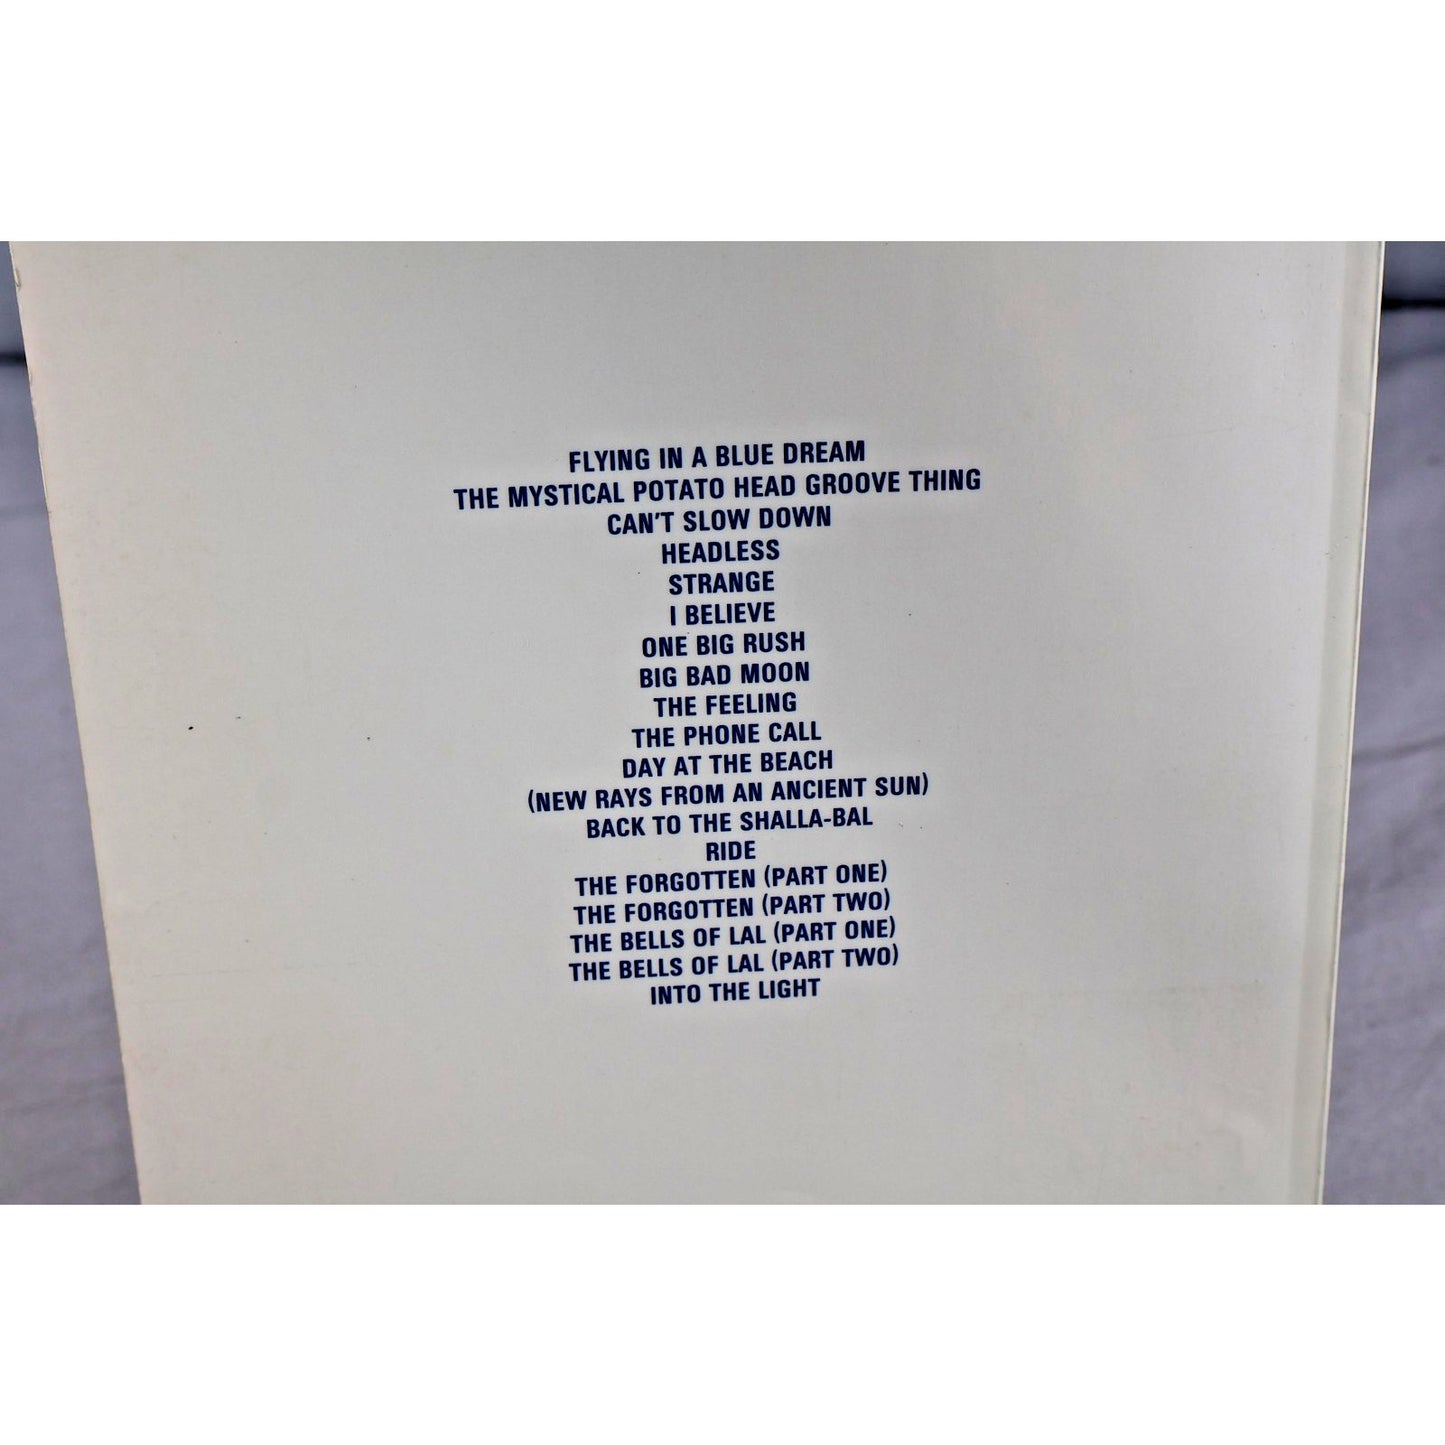 FLYING IN A BLUE DREAM
THE MYSTICAL POTATO HEAD GROOVE THING
CAN'T SLOW DOWN
HEADLESS
STRANGE
I BELIEVE
ONE BIG RUSH
BIG BAD MOON
THE FEELING
THE PHONE CALL
DAY AT THE BEACH
(NEW RAYS FROM AN ANCIENT SUN)
BACK TO THE SHALLA-BAL
RIDE
THE FORGOTTEN (PART ONE)
THE FORGOTTEN (PART TWO)
THE BELLS OF LAL (PART ONE)
THE BELLS OF LAL (PART TWO)
INTO THE LIGHT